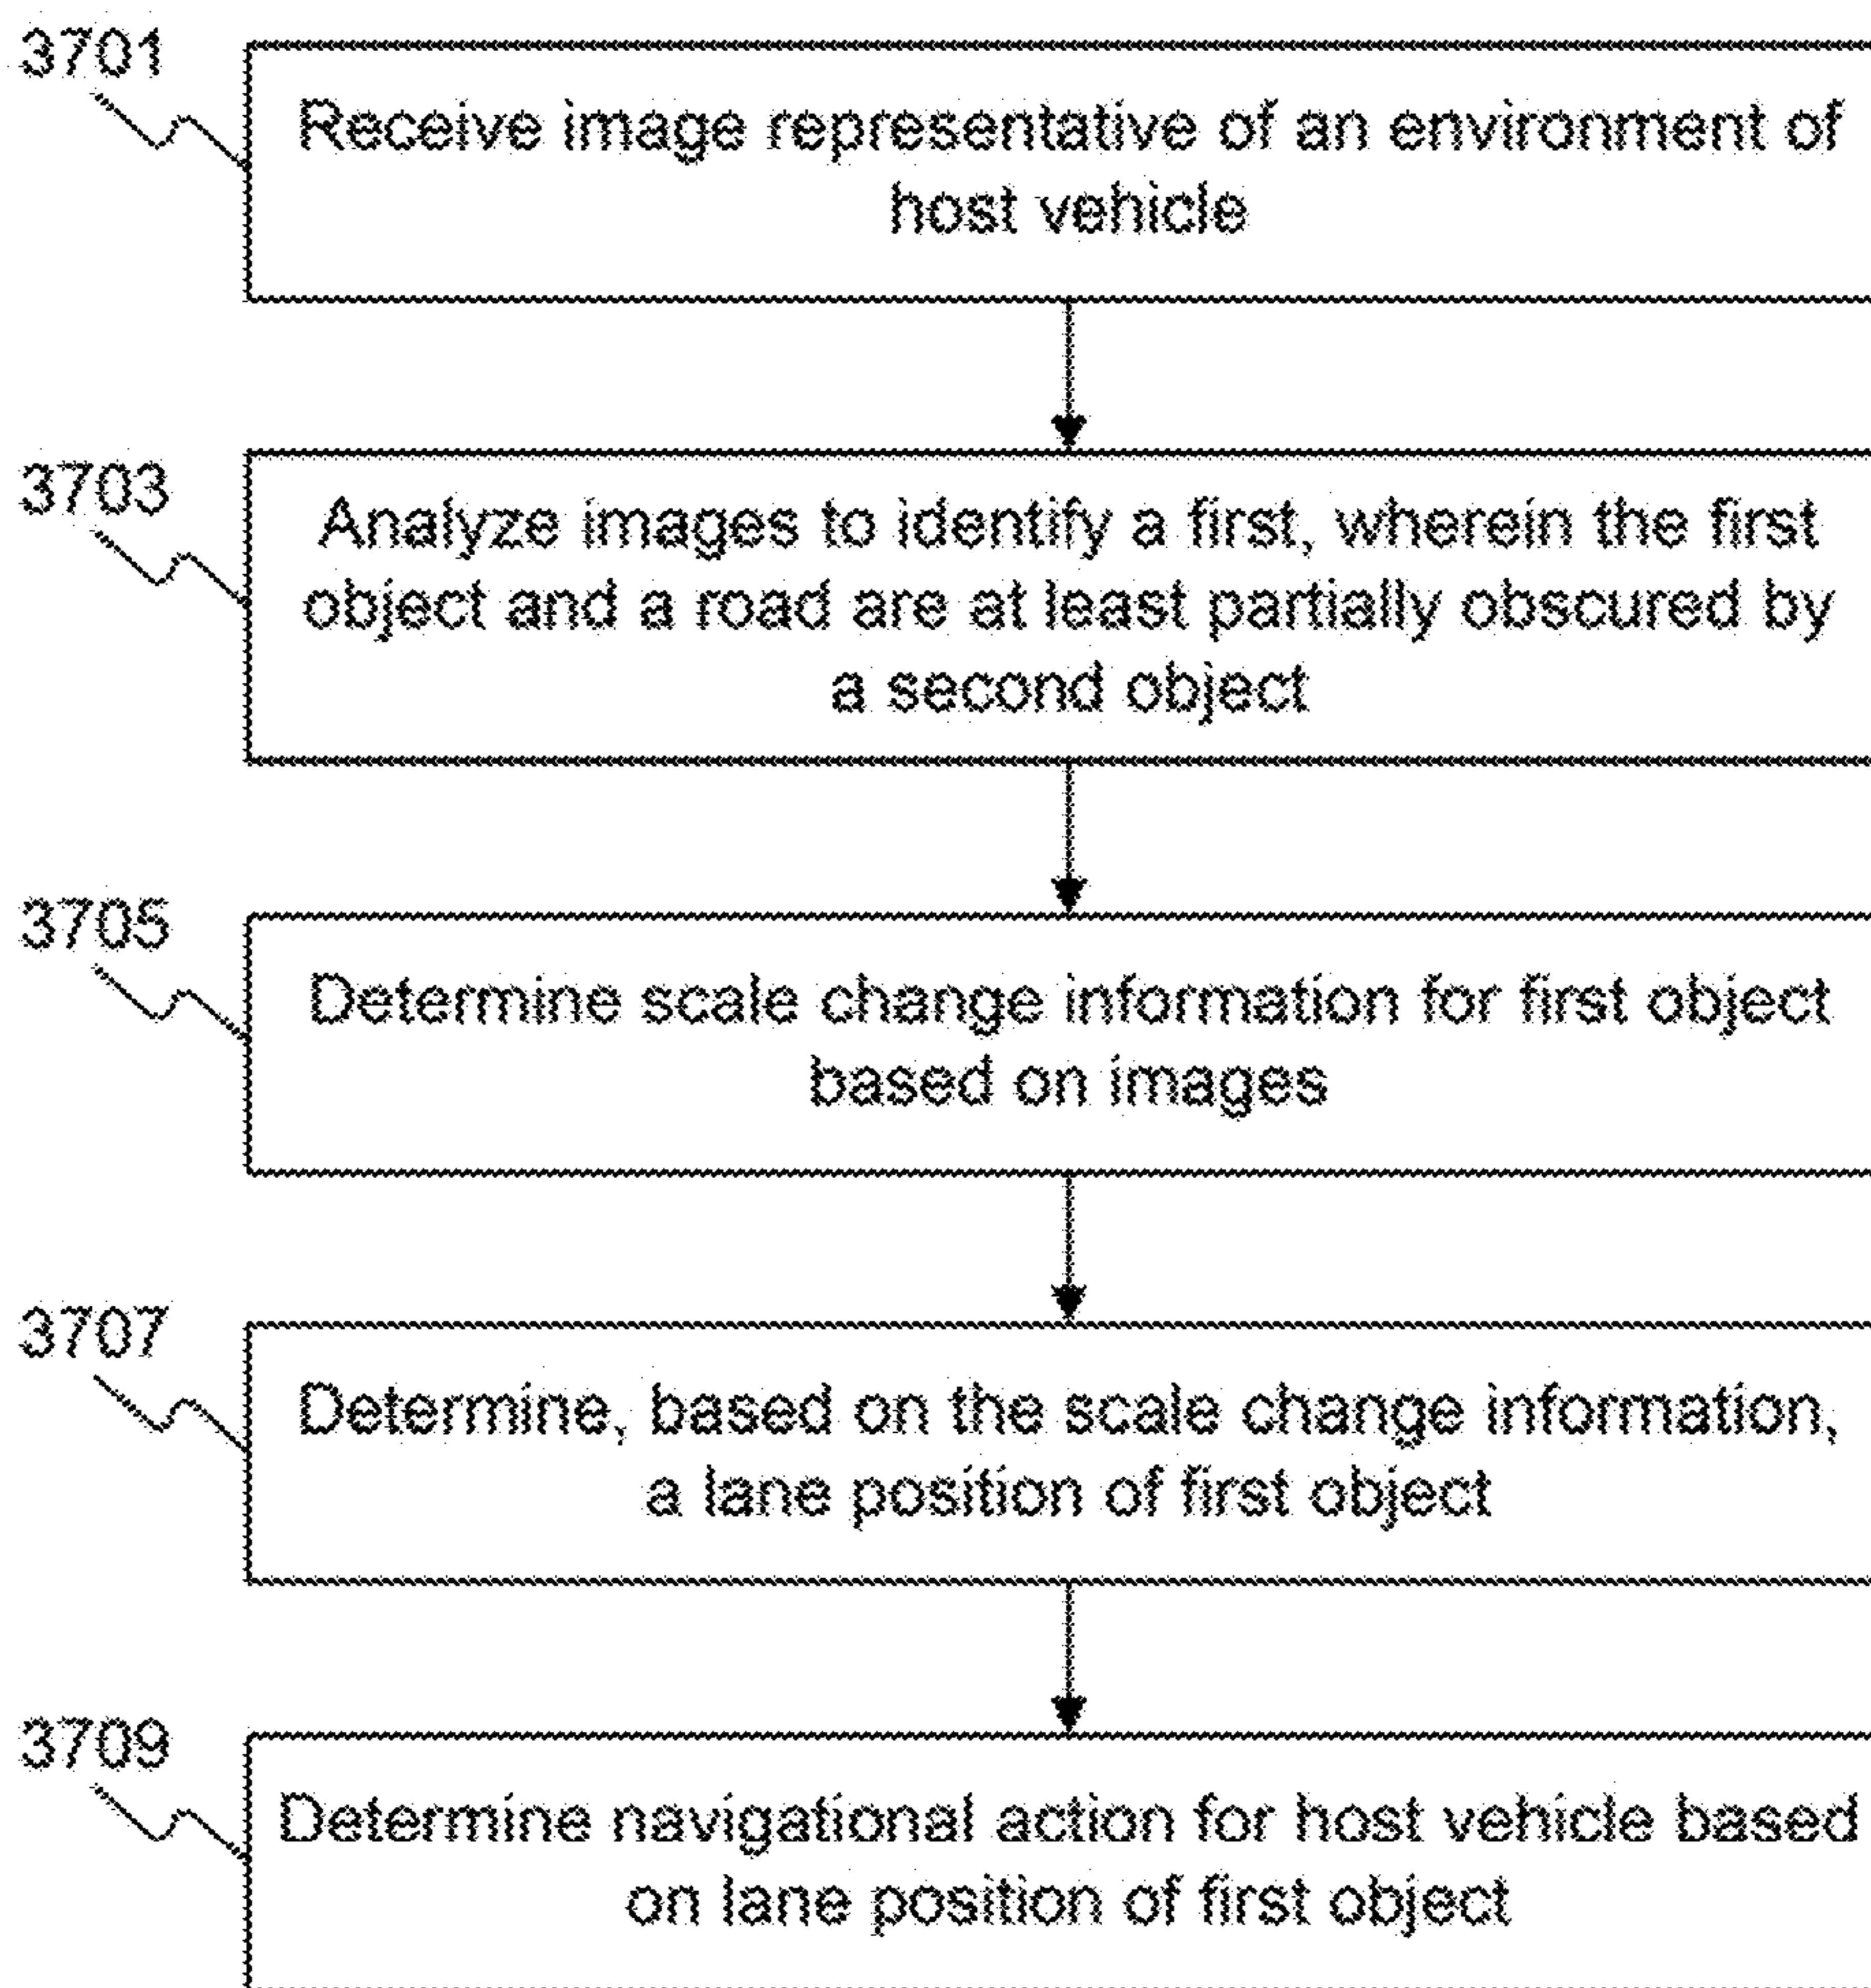 3701
Receive image representative of an environment of
host vehicle
3703
Analyze images to identify a first, wherein the first
object and a road are at least partially obscured by
a second object
3705
Determine scale change information for first object
based on images
3707
Determine, based on the scale change information,
a lane position of first object
3709
Determine navigational action for host vehicle based
on lane position of first object